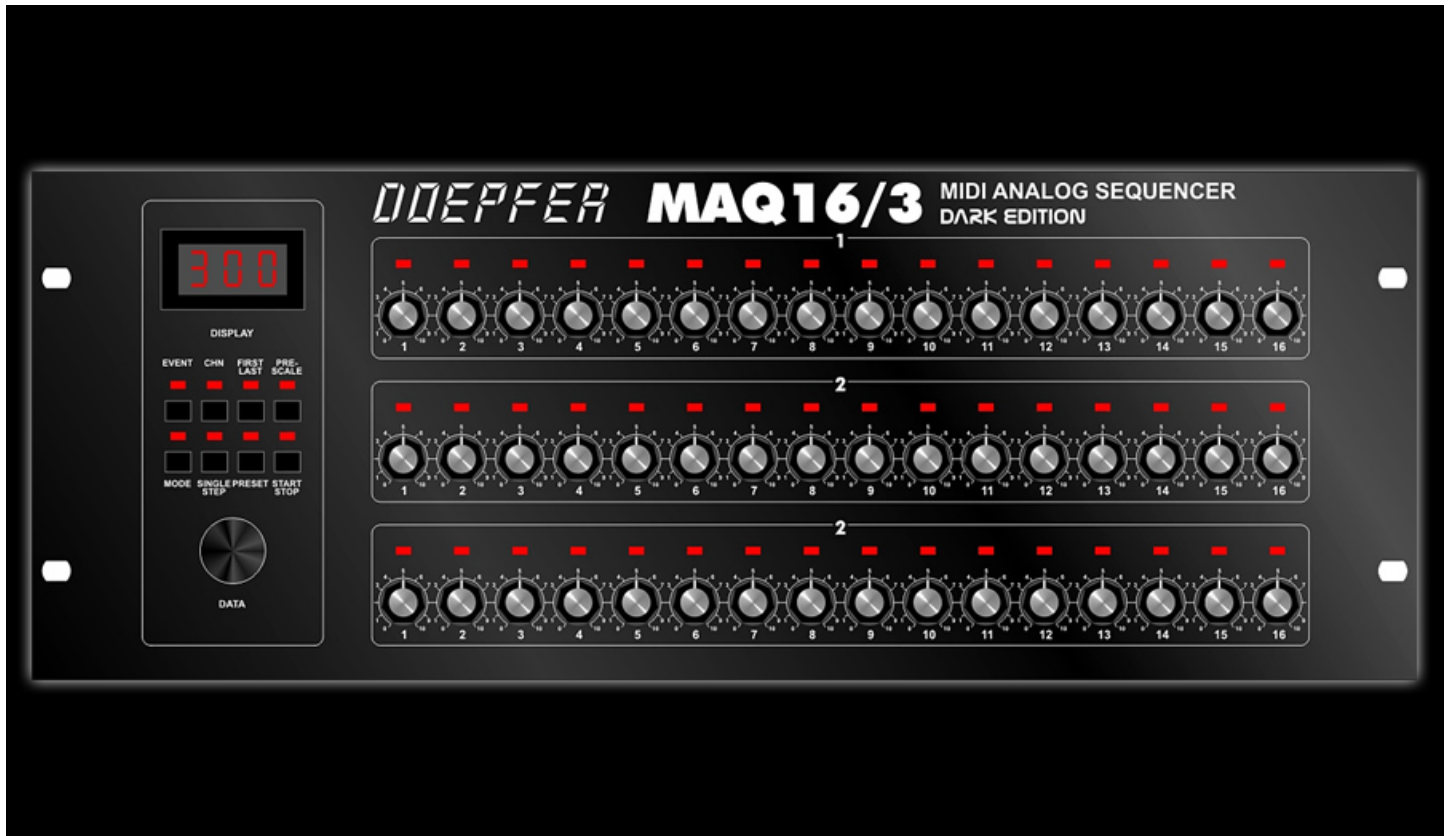 DOEPFER MAQ16/3 MIDI ANALOG SEQUENCER
DARK EDITION
300
DISPLAY
EVENT CHN FIRST LAST PRE-SCALE
MODE SINGLE STEP PRESET START STOP
DATA
1
1 2 3 4 5 6 7 8 9 10 11 12 13 14 15 16
2
1 2 3 4 5 6 7 8 9 10 11 12 13 14 15 16
2
1 2 3 4 5 6 7 8 9 10 11 12 13 14 15 16